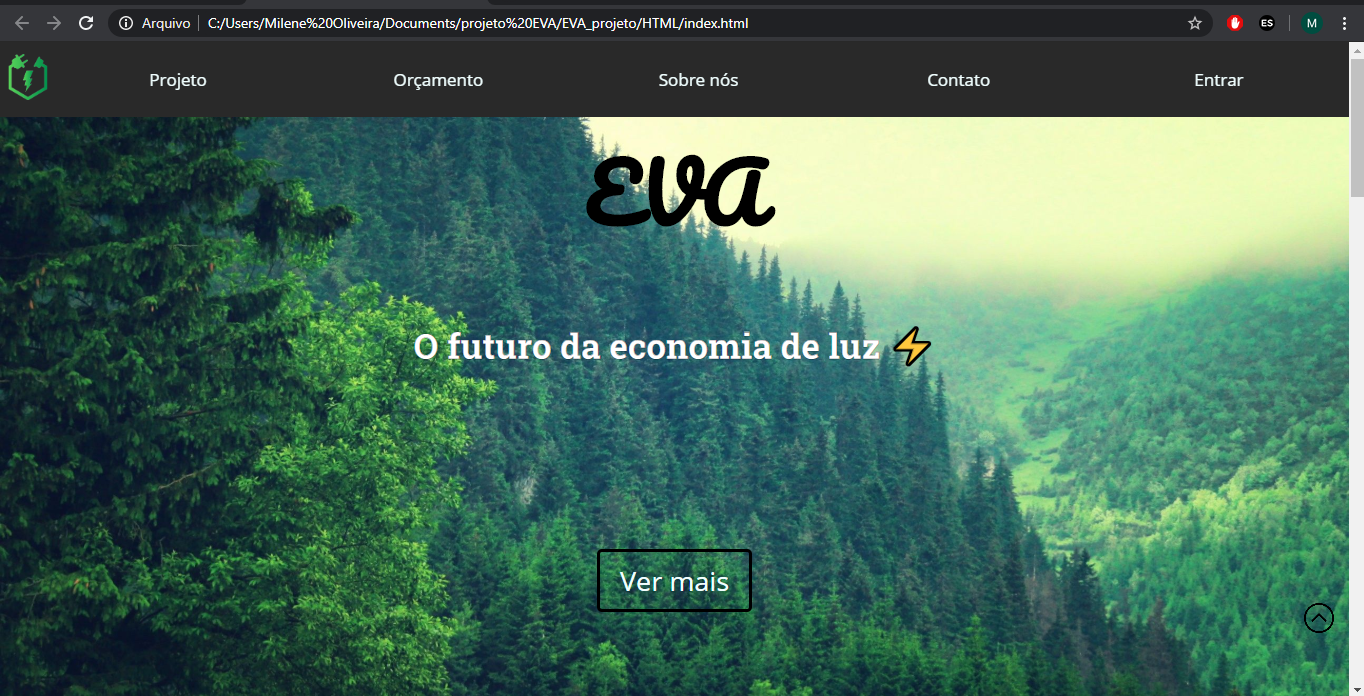 Arquivo C:/Users/Milene%20Oliveira/Documents/projeto%20EVA/EVA_projeto/HTML/index.html ES M
Projeto Orçamento Sobre nós Contato Entrar
EVA
O futuro da economia de luz ⚡
Ver mais